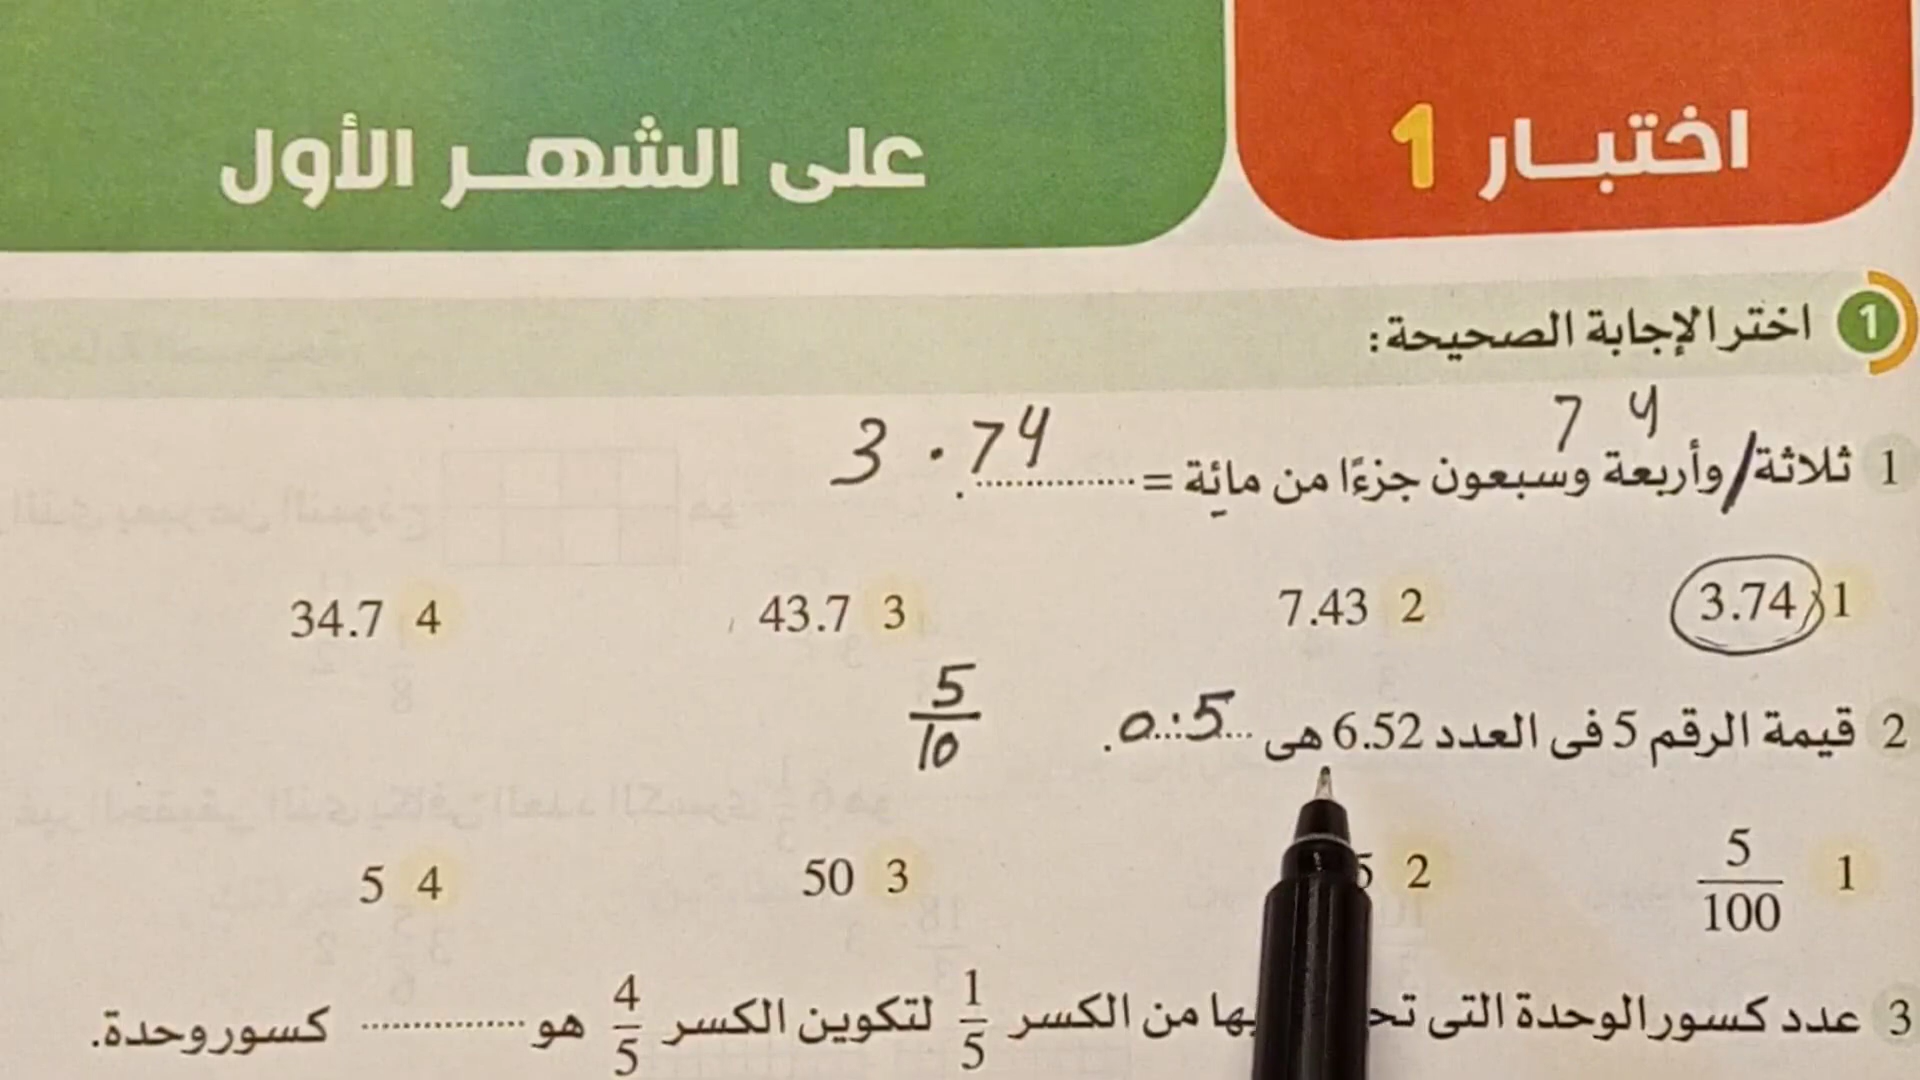 اختبار 1 على الشهر الأول
1 اختر الإجابة الصحيحة:
7 4
1 ثلاثة/وأربعة وسبعون جزءًا من مائة = .............. . 3.74
1 3.74 2 7.43 3 43.7 4 34.7
2 قيمة الرقم 5 فى العدد 6.52 هى 0.5 . 5/10
1 5/100 2 3 50 4 5
3 عدد كسور الوحدة التى من الكسر 1/5 لتكوين الكسر 4/5 هو .............. كسور وحدة.